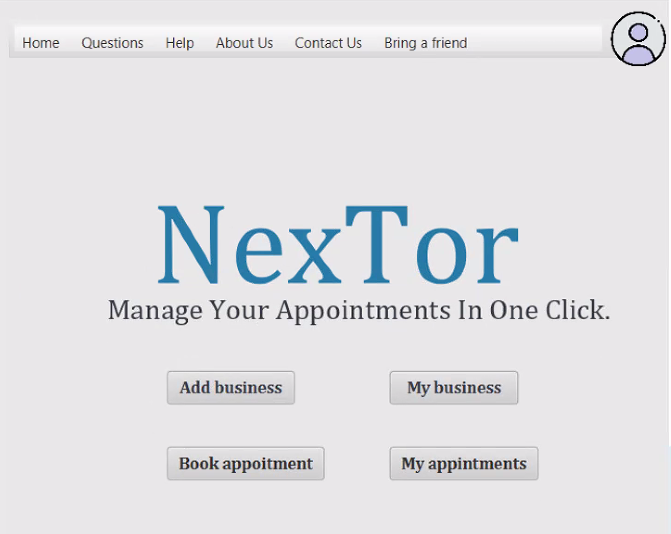 Home Questions Help About Us Contact Us Bring a friend
NexTor
Manage Your Appointments In One Click.
Add business My business
Book appoitment My appintments